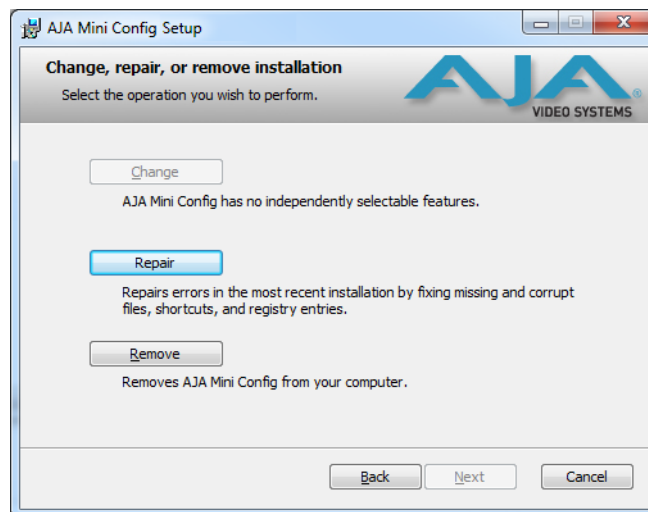 AJA Mini Config Setup
Change, repair, or remove installation
Select the operation you wish to perform.
AJA®
VIDEO SYSTEMS
Change
AJA Mini Config has no independently selectable features.
Repair
Repairs errors in the most recent installation by fixing missing and corrupt
files, shortcuts, and registry entries.
Remove
Removes AJA Mini Config from your computer.
Back
Next
Cancel